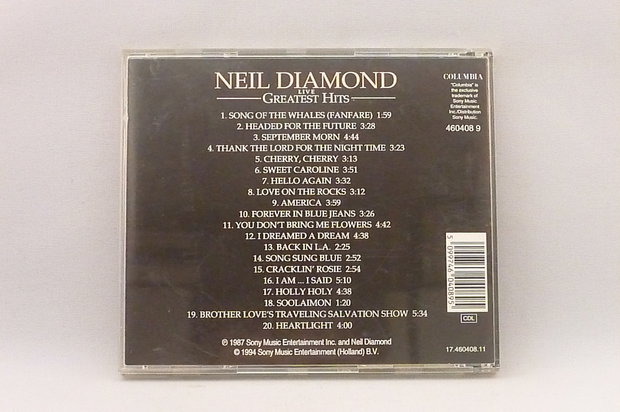 NEIL DIAMOND
LIVE
GREATEST HITS
1. SONG OF THE WHALES (FANFARE) 1:59
2. HEADED FOR THE FUTURE 3:28
3. SEPTEMBER MORN 4:44
4. THANK THE LORD FOR THE NIGHT TIME 3:23
5. CHERRY, CHERRY 3:13
6. SWEET CAROLINE 3:51
7. HELLO AGAIN 3:32
8. LOVE ON THE ROCKS 3:12
9. AMERICA 3:59
10. FOREVER IN BLUE JEANS 3:26
11. YOU DON'T BRING ME FLOWERS 4:42
12. I DREAMED A DREAM 4:38
13. BACK IN L.A. 2:25
14. SONG SUNG BLUE 2:52
15. CRACKLIN' ROSIE 2:54
16. I AM ... I SAID 5:10
17. HOLLY HOLY 4:38
18. SOOLAIMON 1:20
19. BROTHER LOVE'S TRAVELING SALVATION SHOW 5:34
20. HEARTLIGHT 4:00
℗ 1987 Sony Music Entertainment Inc. and Neil Diamond
© 1994 Sony Music Entertainment (Holland) B.V.
COLUMBIA
"Columbia" is
the exclusive
trademark of
Sony Music
Entertainment
Inc./Distribution
Sony Music.
460408 9
5 099746 040895
CDL
17.460408.11